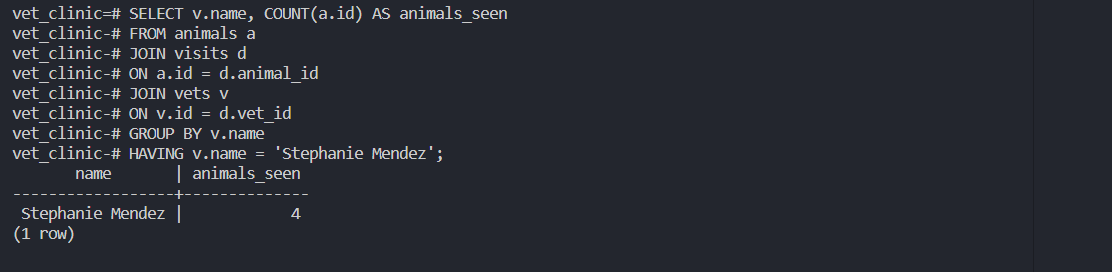 vet_clinic=# SELECT v.name, COUNT(a.id) AS animals_seen
vet_clinic-# FROM animals a
vet_clinic-# JOIN visits d
vet_clinic-# ON a.id = d.animal_id
vet_clinic-# JOIN vets v
vet_clinic-# ON v.id = d.vet_id
vet_clinic-# GROUP BY v.name
vet_clinic-# HAVING v.name = 'Stephanie Mendez';
       name       | animals_seen
------------------+--------------
 Stephanie Mendez |            4
(1 row)